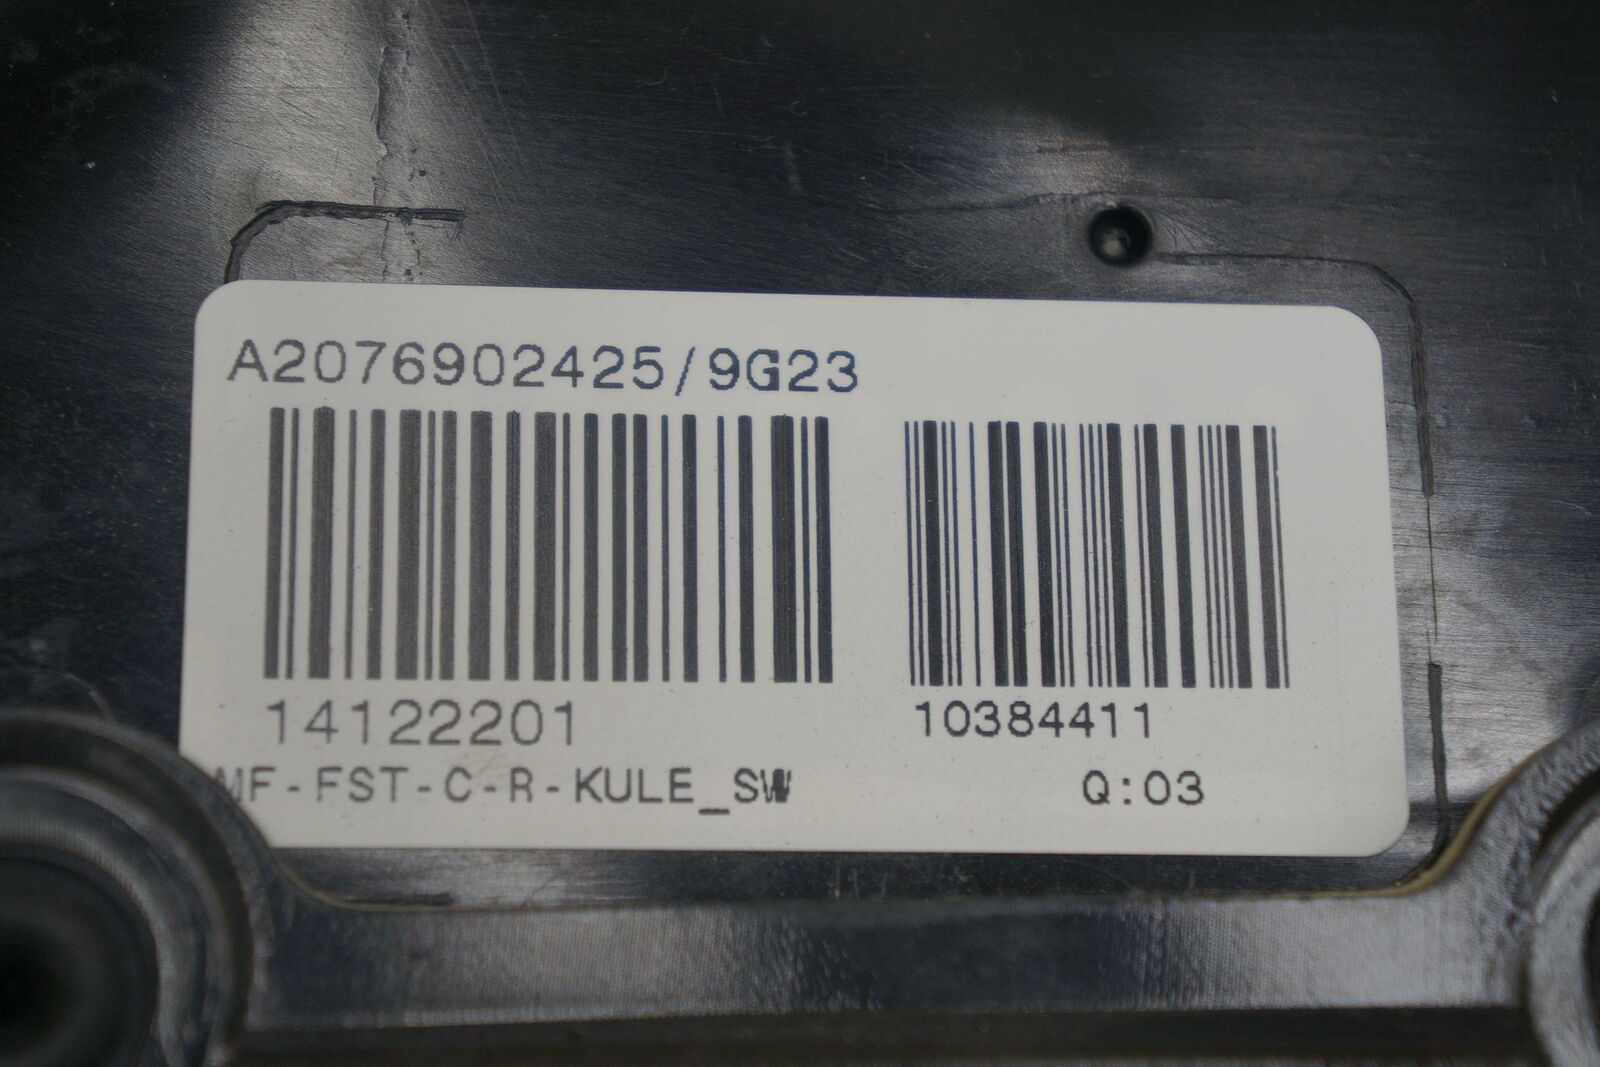 A2076902425/9G23
14122201 10384411
MF-FST-C-R-KULE_SW Q:03